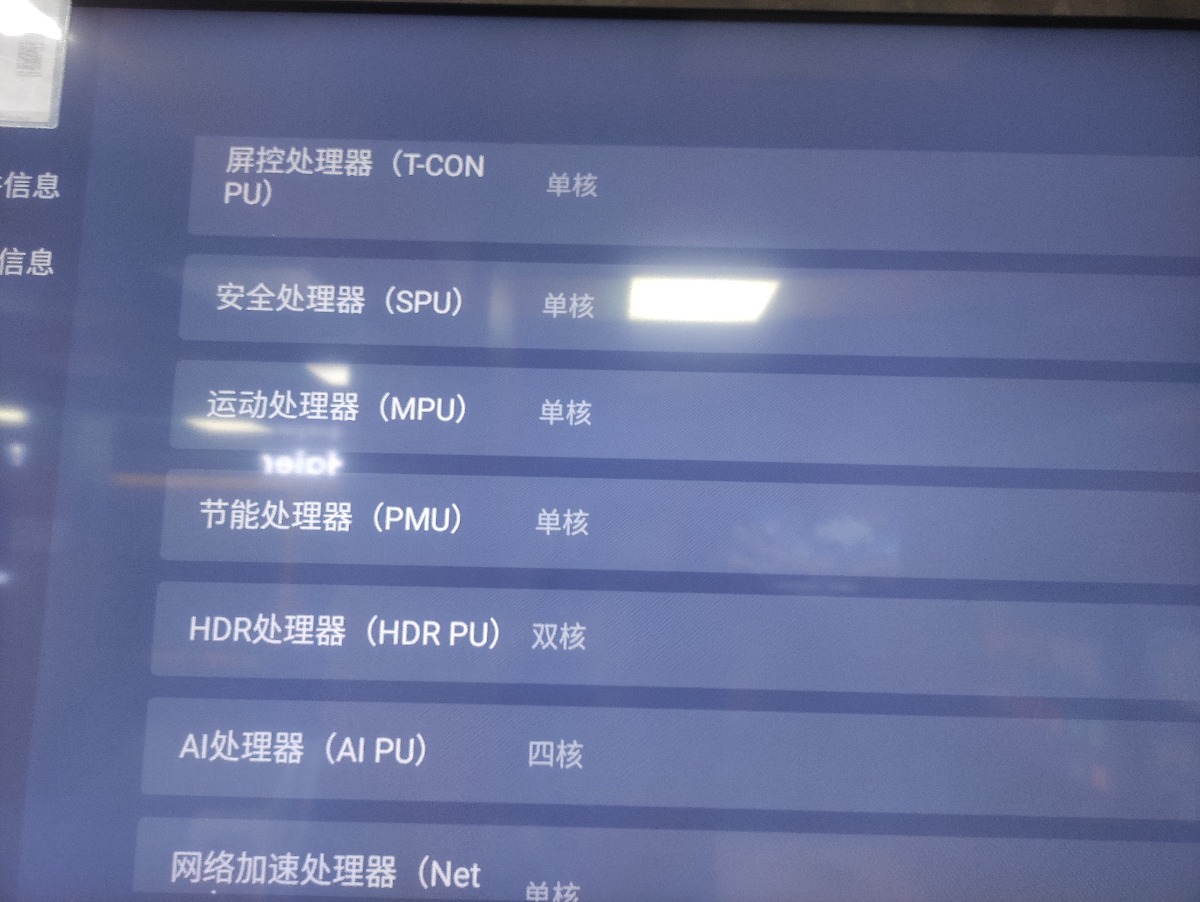 屏控处理器（T-CON
PU）
单核
信息
安全处理器（SPU）
单核
信息
运动处理器（MPU）
单核
Haier
节能处理器（PMU）
单核
HDR处理器（HDR PU）
双核
AI处理器（AI PU）
四核
网络加速处理器（Net
单核